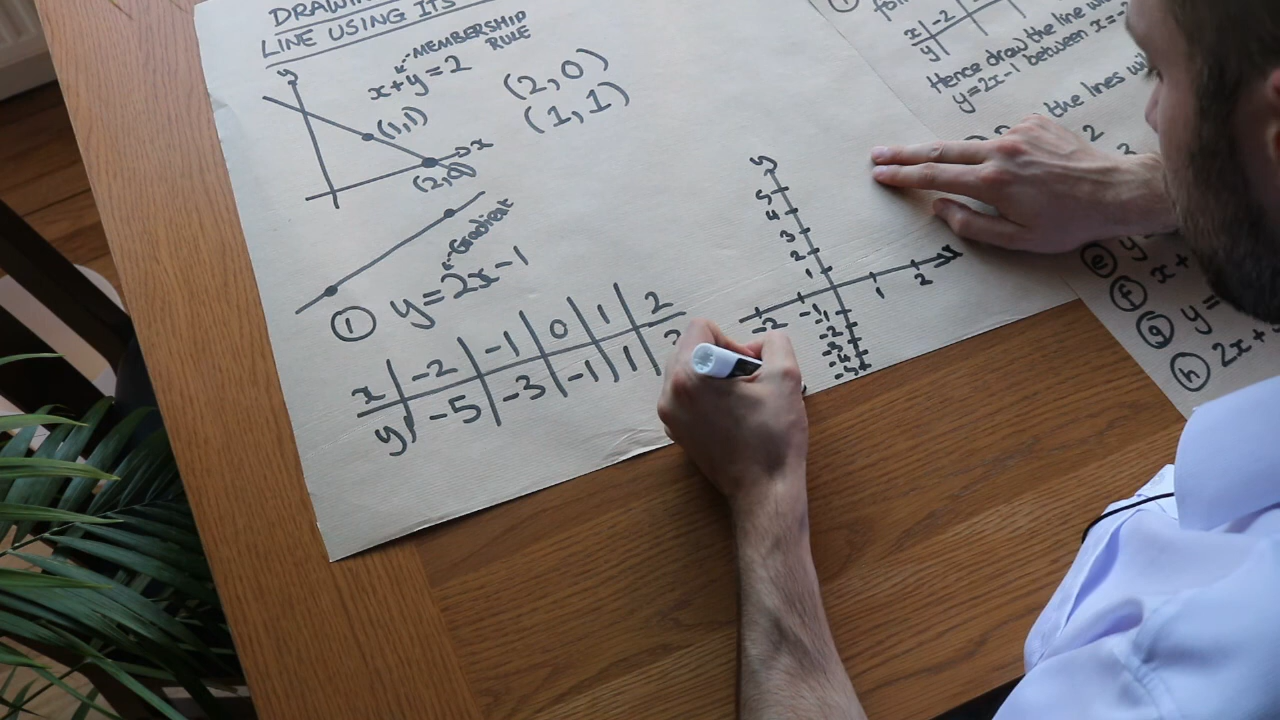 DRAWING
LINE USING ITS
x+y=2
MEMBERSHIP
RULE
(2,0)
(1,1)
y
(1,1)
x
(2,0)
Gradient
① y=2x-1
x -2 -1 0 1 2
y -5 -3 -1 1
y
5
4
3
2
1
-2 -1 1 2 x
-1
-2
-3
-4
-5
x -2
y
Hence draw the line
y=2x-1 between x=-2
the lines
2
3
ⓔ y
ⓕ x+
ⓖ y=
ⓗ 2x+